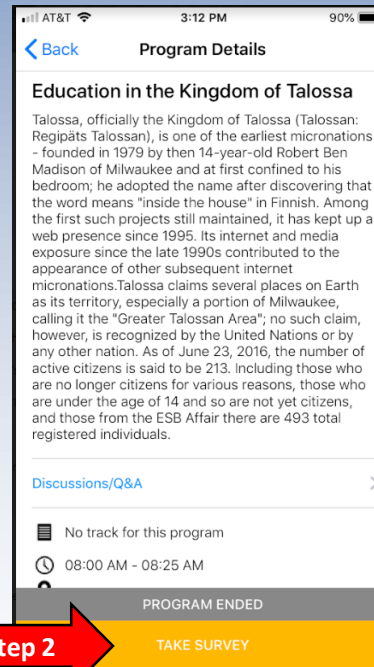 AT&T 3:12 PM 90%
Back Program Details
Education in the Kingdom of Talossa
Talossa, officially the Kingdom of Talossa (Talossan:
Regipäts Talossan), is one of the earliest micronations
- founded in 1979 by then 14-year-old Robert Ben
Madison of Milwaukee and at first confined to his
bedroom; he adopted the name after discovering that
the word means "inside the house" in Finnish. Among
the first such projects still maintained, it has kept up a
web presence since 1995. Its internet and media
exposure since the late 1990s contributed to the
appearance of other subsequent internet
micronations.Talossa claims several places on Earth
as its territory, especially a portion of Milwaukee,
calling it the "Greater Talossan Area"; no such claim,
however, is recognized by the United Nations or by
any other nation. As of June 23, 2016, the number of
active citizens is said to be 213. Including those who
are no longer citizens for various reasons, those who
are under the age of 14 and so are not yet citizens,
and those from the ESB Affair there are 493 total
registered individuals.
Discussions/Q&A
No track for this program
08:00 AM - 08:25 AM
PROGRAM ENDED
tep 2 TAKE SURVEY